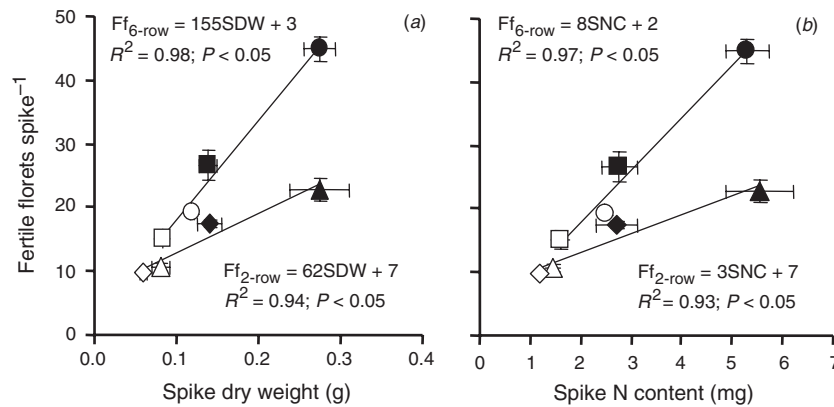 Ff6-row = 155SDW + 3
R² = 0.98; P < 0.05
(a)
Ff2-row = 62SDW + 7
R² = 0.94; P < 0.05
Fertile florets spike⁻¹
50
40
30
20
10
0
0.0 0.1 0.2 0.3 0.4
Spike dry weight (g)
Ff6-row = 8SNC + 2
R² = 0.97; P < 0.05
(b)
Ff2-row = 3SNC + 7
R² = 0.93; P < 0.05
0 1 2 3 4 5 6 7
Spike N content (mg)